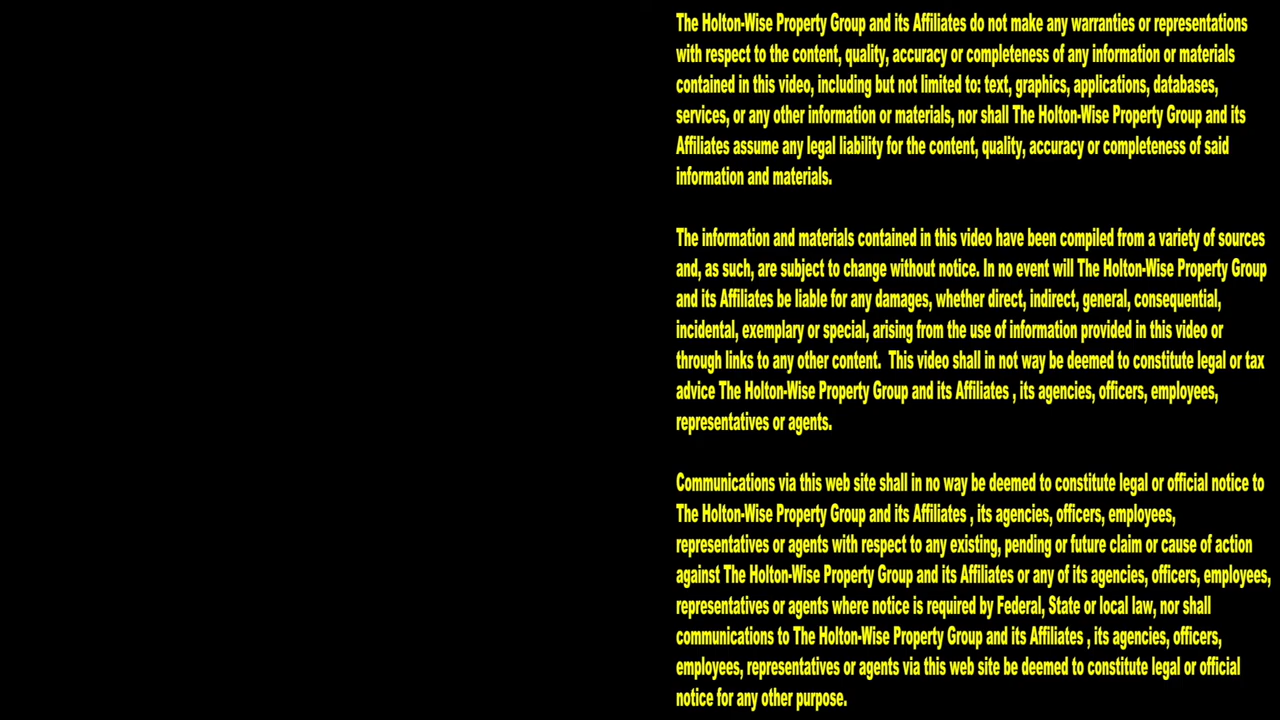 The Holton-Wise Property Group and its Affiliates do not make any warranties or representations
with respect to the content, quality, accuracy or completeness of any information or materials
contained in this video, including but not limited to: text, graphics, applications, databases,
services, or any other information or materials, nor shall The Holton-Wise Property Group and its
Affiliates assume any legal liability for the content, quality, accuracy or completeness of said
information and materials.
The information and materials contained in this video have been compiled from a variety of sources
and, as such, are subject to change without notice. In no event will The Holton-Wise Property Group
and its Affiliates be liable for any damages, whether direct, indirect, general, consequential,
incidental, exemplary or special, arising from the use of information provided in this video or
through links to any other content.  This video shall in not way be deemed to constitute legal or tax
advice The Holton-Wise Property Group and its Affiliates , its agencies, officers, employees,
representatives or agents.
Communications via this web site shall in no way be deemed to constitute legal or official notice to
The Holton-Wise Property Group and its Affiliates , its agencies, officers, employees,
representatives or agents with respect to any existing, pending or future claim or cause of action
against The Holton-Wise Property Group and its Affiliates or any of its agencies, officers, employees,
representatives or agents where notice is required by Federal, State or local law, nor shall
communications to The Holton-Wise Property Group and its Affiliates , its agencies, officers,
employees, representatives or agents via this web site be deemed to constitute legal or official
notice for any other purpose.